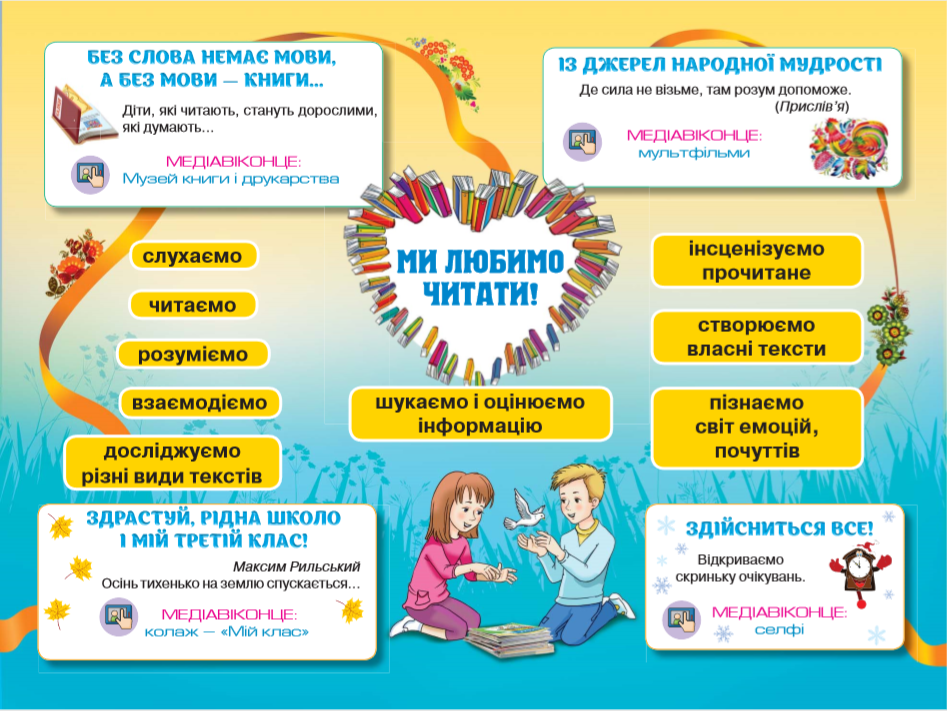 БЕЗ СЛОВА НЕМАЄ МОВИ,
А БЕЗ МОВИ — КНИГИ...
Діти, які читають, стануть дорослими,
які думають…
МЕДІАВІКОНЦЕ:
Музей книги і друкарства
ІЗ ДЖЕРЕЛ НАРОДНОЇ МУДРОСТІ
Де сила не візьме, там розум допоможе.
(Прислів’я)
МЕДІАВІКОНЦЕ:
мультфільми
МИ ЛЮБИМО
ЧИТАТИ!
слухаємо
читаємо
розуміємо
взаємодіємо
досліджуємо
різні види текстів
шукаємо і оцінюємо
інформацію
інсценізуємо
прочитане
створюємо
власні тексти
пізнаємо
світ емоцій,
почуттів
ЗДРАСТУЙ, РІДНА ШКОЛО
І МІЙ ТРЕТІЙ КЛАС!
Максим Рильський
Осінь тихенько на землю спускається…
МЕДІАВІКОНЦЕ:
колаж — «Мій клас»
ЗДІЙСНИТЬСЯ ВСЕ!
Відкриваємо
скриньку очікувань.
МЕДІАВІКОНЦЕ:
селфі